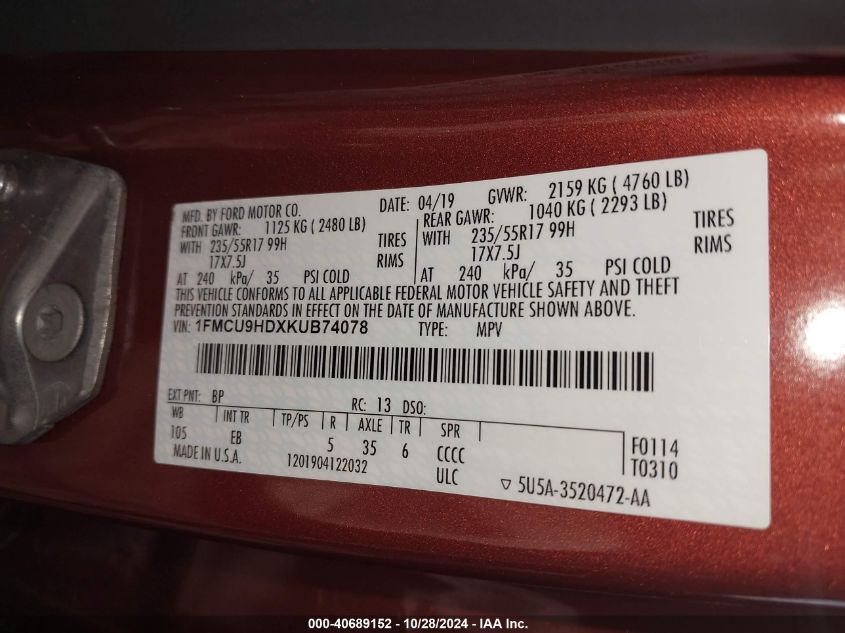 MFD. BY FORD MOTOR CO. DATE: 04/19 GVWR: 2159 KG ( 4760 LB)
FRONT GAWR: 1125 KG ( 2480 LB) REAR GAWR: 1040 KG ( 2293 LB)
WITH 235/55R17 99H TIRES WITH 235/55R17 99H TIRES
17X7.5J RIMS 17X7.5J RIMS
AT 240 kPa/ 35 PSI COLD AT 240 kPa/ 35 PSI COLD
THIS VEHICLE CONFORMS TO ALL APPLICABLE FEDERAL MOTOR VEHICLE SAFETY AND THEFT
PREVENTION STANDARDS IN EFFECT ON THE DATE OF MANUFACTURE SHOWN ABOVE.
VIN: 1FMCU9HDXKUB74078 TYPE: MPV
EXT PNT: BP RC: 13 DSO:
WB INT TR TP/PS R AXLE TR SPR
105 EB 5 35 6 CCCC F0114
MADE IN U.S.A. 1201904122032 ULC T0310
▽ 5U5A-3520472-AA
000-40689152 - 10/28/2024 - IAA Inc.